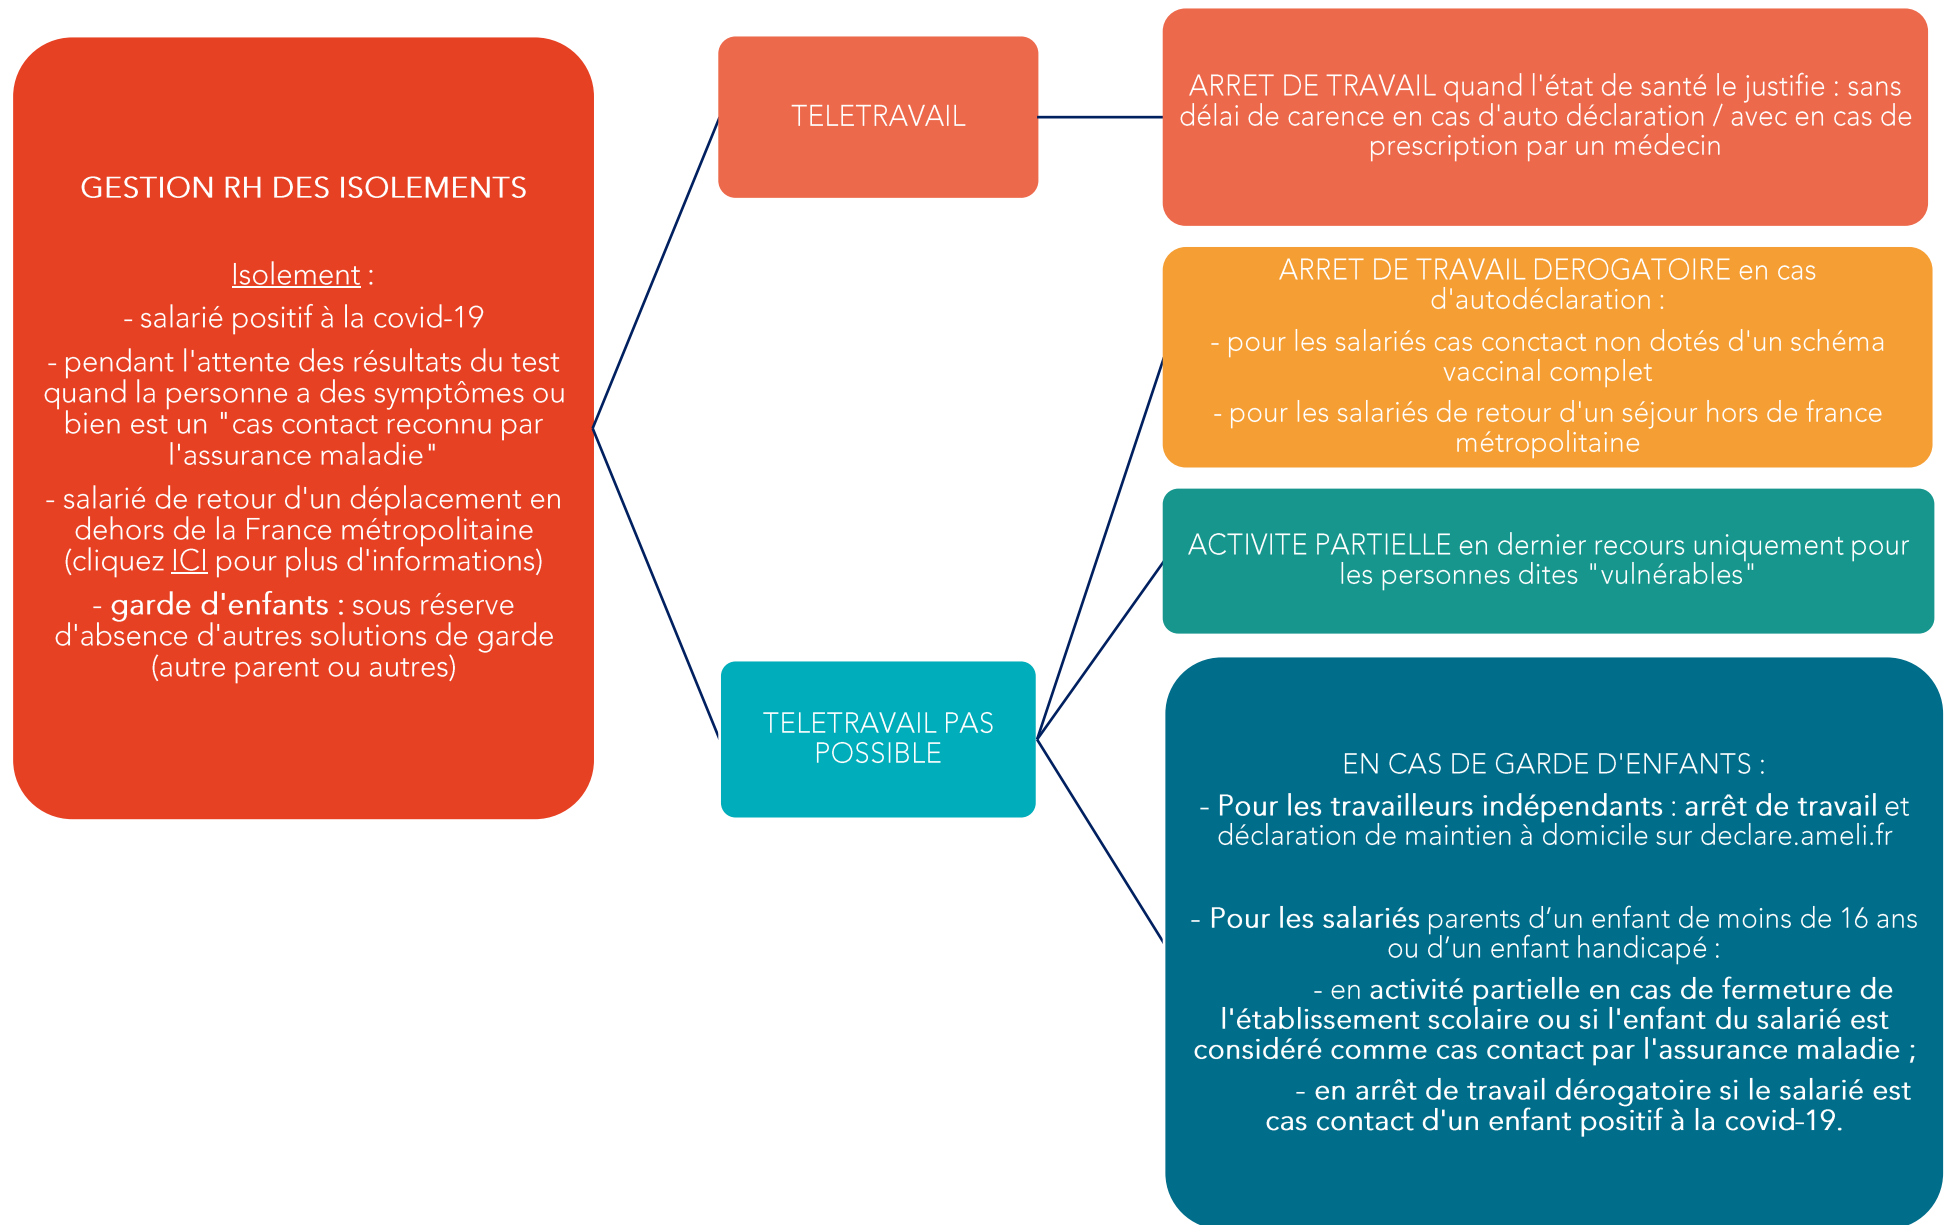 GESTION RH DES ISOLEMENTS
Isolement :
- salarié positif à la covid-19
- pendant l'attente des résultats du test
quand la personne a des symptômes ou
bien est un "cas contact reconnu par
l'assurance maladie"
- salarié de retour d'un déplacement en
dehors de la France métropolitaine
(cliquez ICI pour plus d'informations)
- garde d'enfants : sous réserve
d'absence d'autres solutions de garde
(autre parent ou autres)
TELETRAVAIL
ARRET DE TRAVAIL quand l'état de santé le justifie : sans
délai de carence en cas d'auto déclaration / avec en cas de
prescription par un médecin
TELETRAVAIL PAS
POSSIBLE
ARRET DE TRAVAIL DEROGATOIRE en cas
d'autodéclaration :
- pour les salariés cas conctact non dotés d'un schéma
vaccinal complet
- pour les salariés de retour d'un séjour hors de france
métropolitaine
ACTIVITE PARTIELLE en dernier recours uniquement pour
les personnes dites "vulnérables"
EN CAS DE GARDE D'ENFANTS :
- Pour les travailleurs indépendants : arrêt de travail et
déclaration de maintien à domicile sur declare.ameli.fr
- Pour les salariés parents d’un enfant de moins de 16 ans
ou d’un enfant handicapé :
- en activité partielle en cas de fermeture de
l'établissement scolaire ou si l'enfant du salarié est
considéré comme cas contact par l'assurance maladie ;
- en arrêt de travail dérogatoire si le salarié est
cas contact d'un enfant positif à la covid-19.